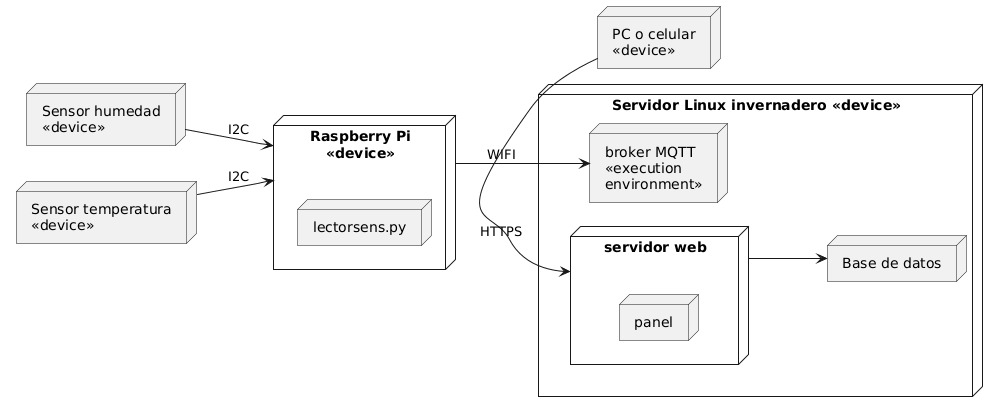 PC o celular
«device»
Servidor Linux invernadero «device»
Sensor humedad
«device»
I2C
Raspberry Pi
«device»
broker MQTT
«execution
environment»
WIFI
I2C
Sensor temperatura
«device»
lectorsens.py
HTTPS
servidor web
Base de datos
panel